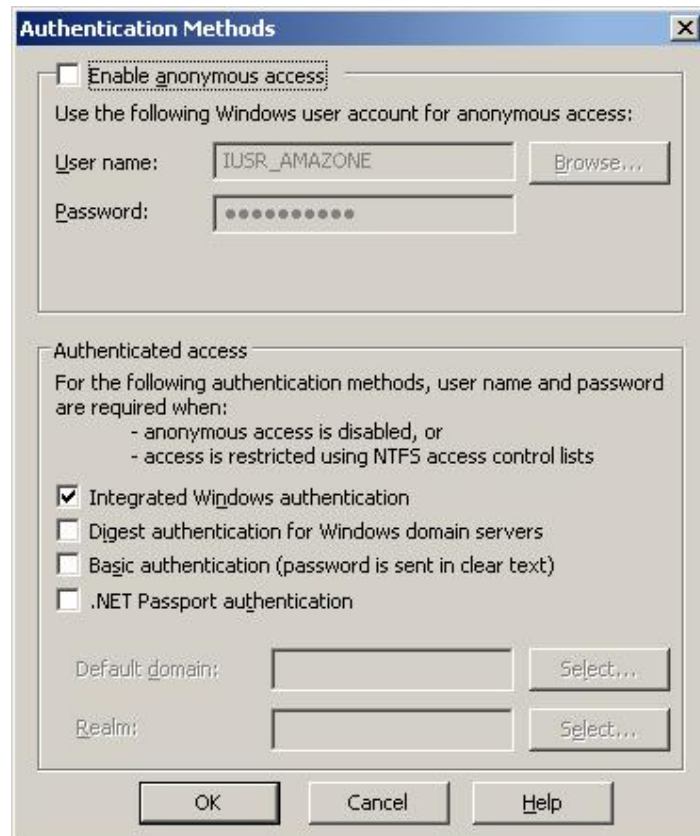 Authentication Methods
Enable anonymous access
Use the following Windows user account for anonymous access:
User name: IUSR_AMAZONE Browse...
Password: ●●●●●●●●●●
Authenticated access
For the following authentication methods, user name and password
are required when:
- anonymous access is disabled, or
- access is restricted using NTFS access control lists
Integrated Windows authentication
Digest authentication for Windows domain servers
Basic authentication (password is sent in clear text)
.NET Passport authentication
Default domain: Select...
Realm: Select...
OK Cancel Help